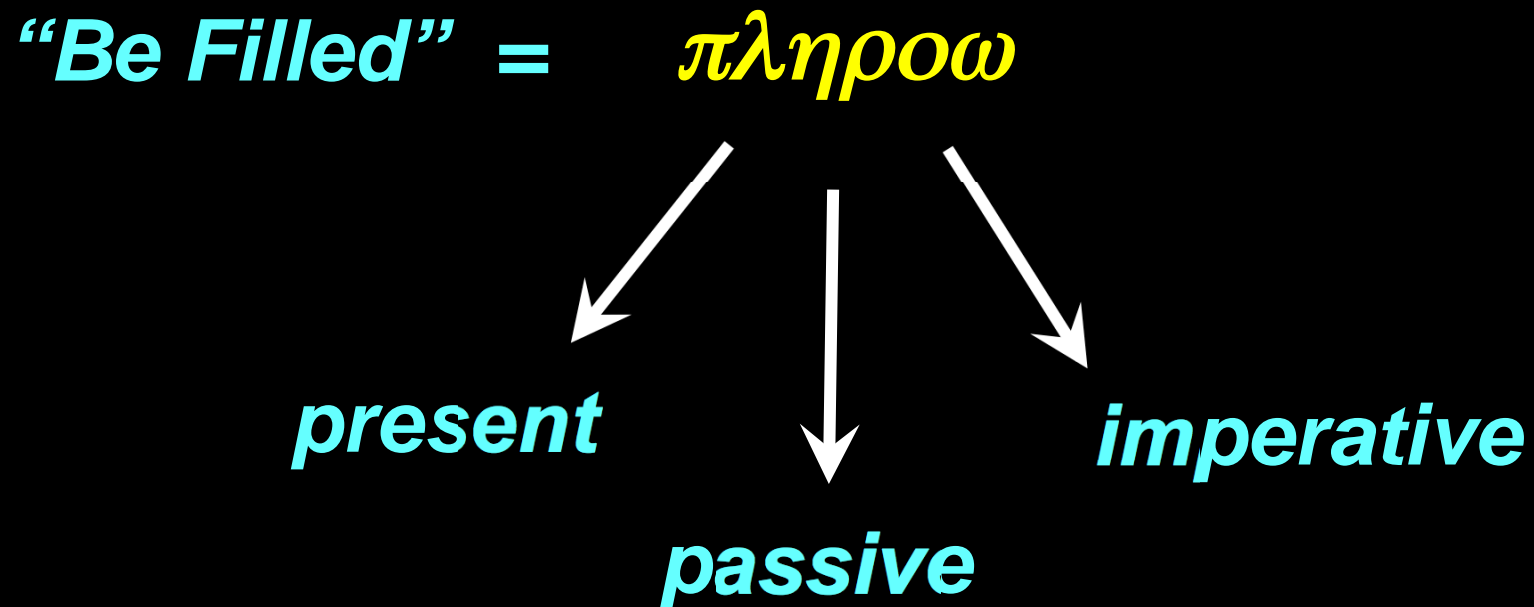 “Be Filled” = πληροω
present
imperative
passive